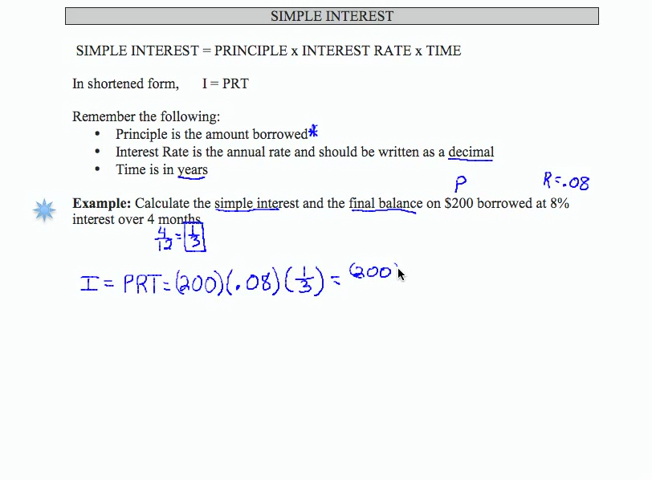 SIMPLE INTEREST
SIMPLE INTEREST = PRINCIPLE x INTEREST RATE x TIME
In shortened form, I = PRT
Remember the following:
• Principle is the amount borrowed*
• Interest Rate is the annual rate and should be written as a decimal
• Time is in years
P R=.08
Example: Calculate the simple interest and the final balance on $200 borrowed at 8%
interest over 4 months.
4/12 = 1/3
I = PRT = (200)(.08)(1/3) = (200)